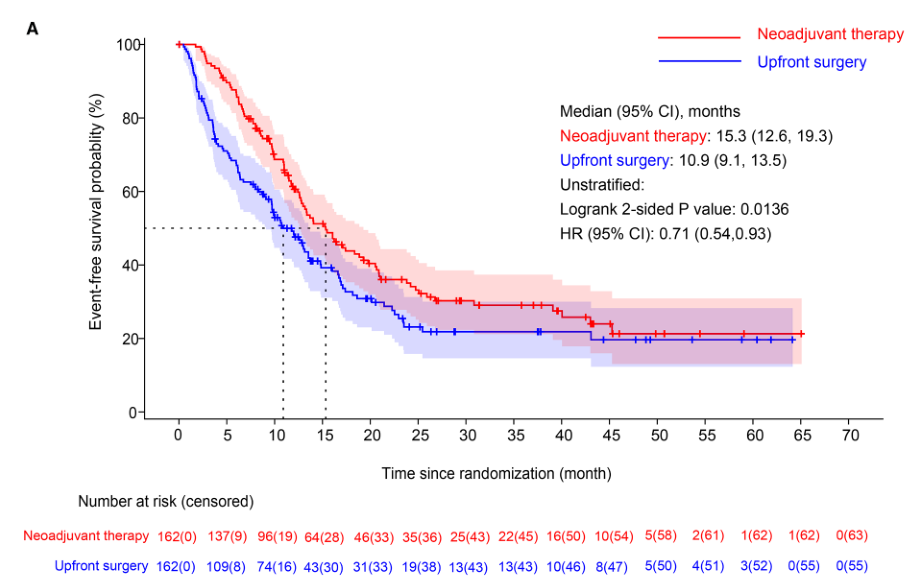 A
Neoadjuvant therapy
Upfront surgery
Median (95% CI), months
Neoadjuvant therapy: 15.3 (12.6, 19.3)
Upfront surgery: 10.9 (9.1, 13.5)
Unstratified:
Logrank 2-sided P value: 0.0136
HR (95% CI): 0.71 (0.54,0.93)
Event-free survival probablity (%)
100
80
60
40
20
0
0 5 10 15 20 25 30 35 40 45 50 55 60 65 70
Time since randomization (month)
Number at risk (censored)
Neoadjuvant therapy 162(0) 137(9) 96(19) 64(28) 46(33) 35(36) 25(43) 22(45) 16(50) 10(54) 5(58) 2(61) 1(62) 1(62) 0(63)
Upfront surgery 162(0) 109(8) 74(16) 43(30) 31(33) 19(38) 13(43) 13(43) 10(46) 8(47) 5(50) 4(51) 3(52) 0(55) 0(55)